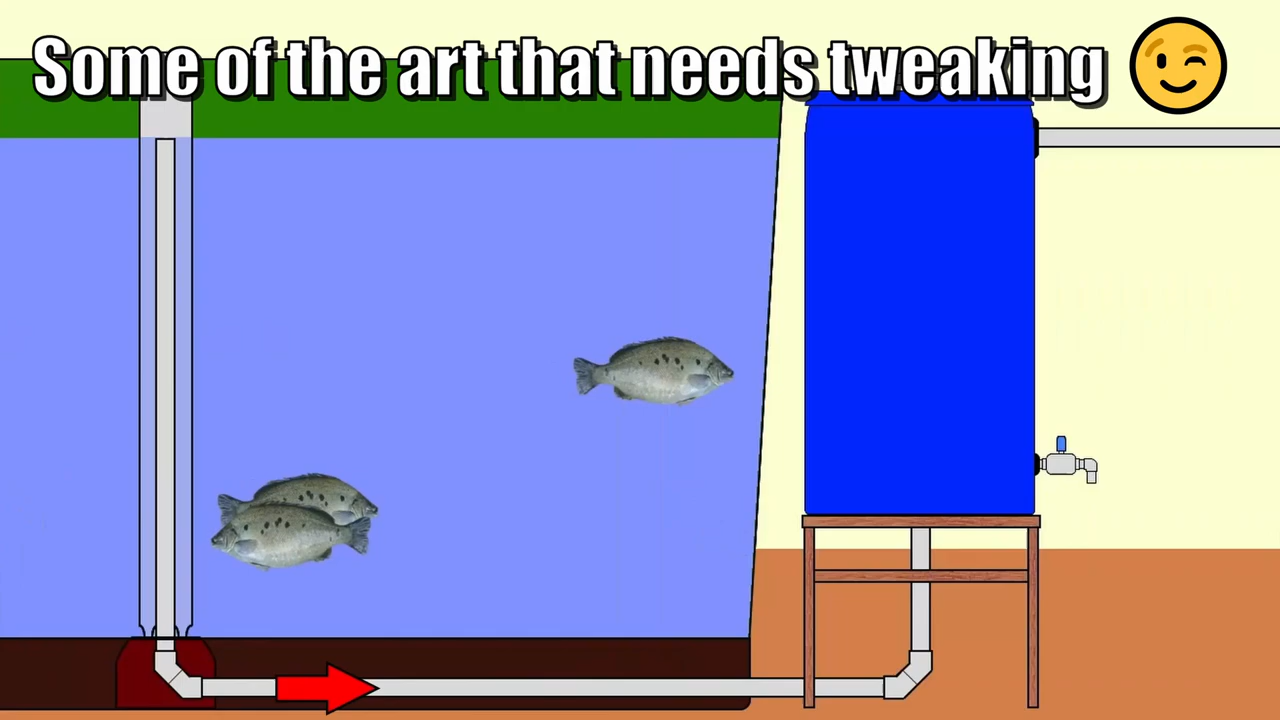 Some of the art that needs tweaking 😉